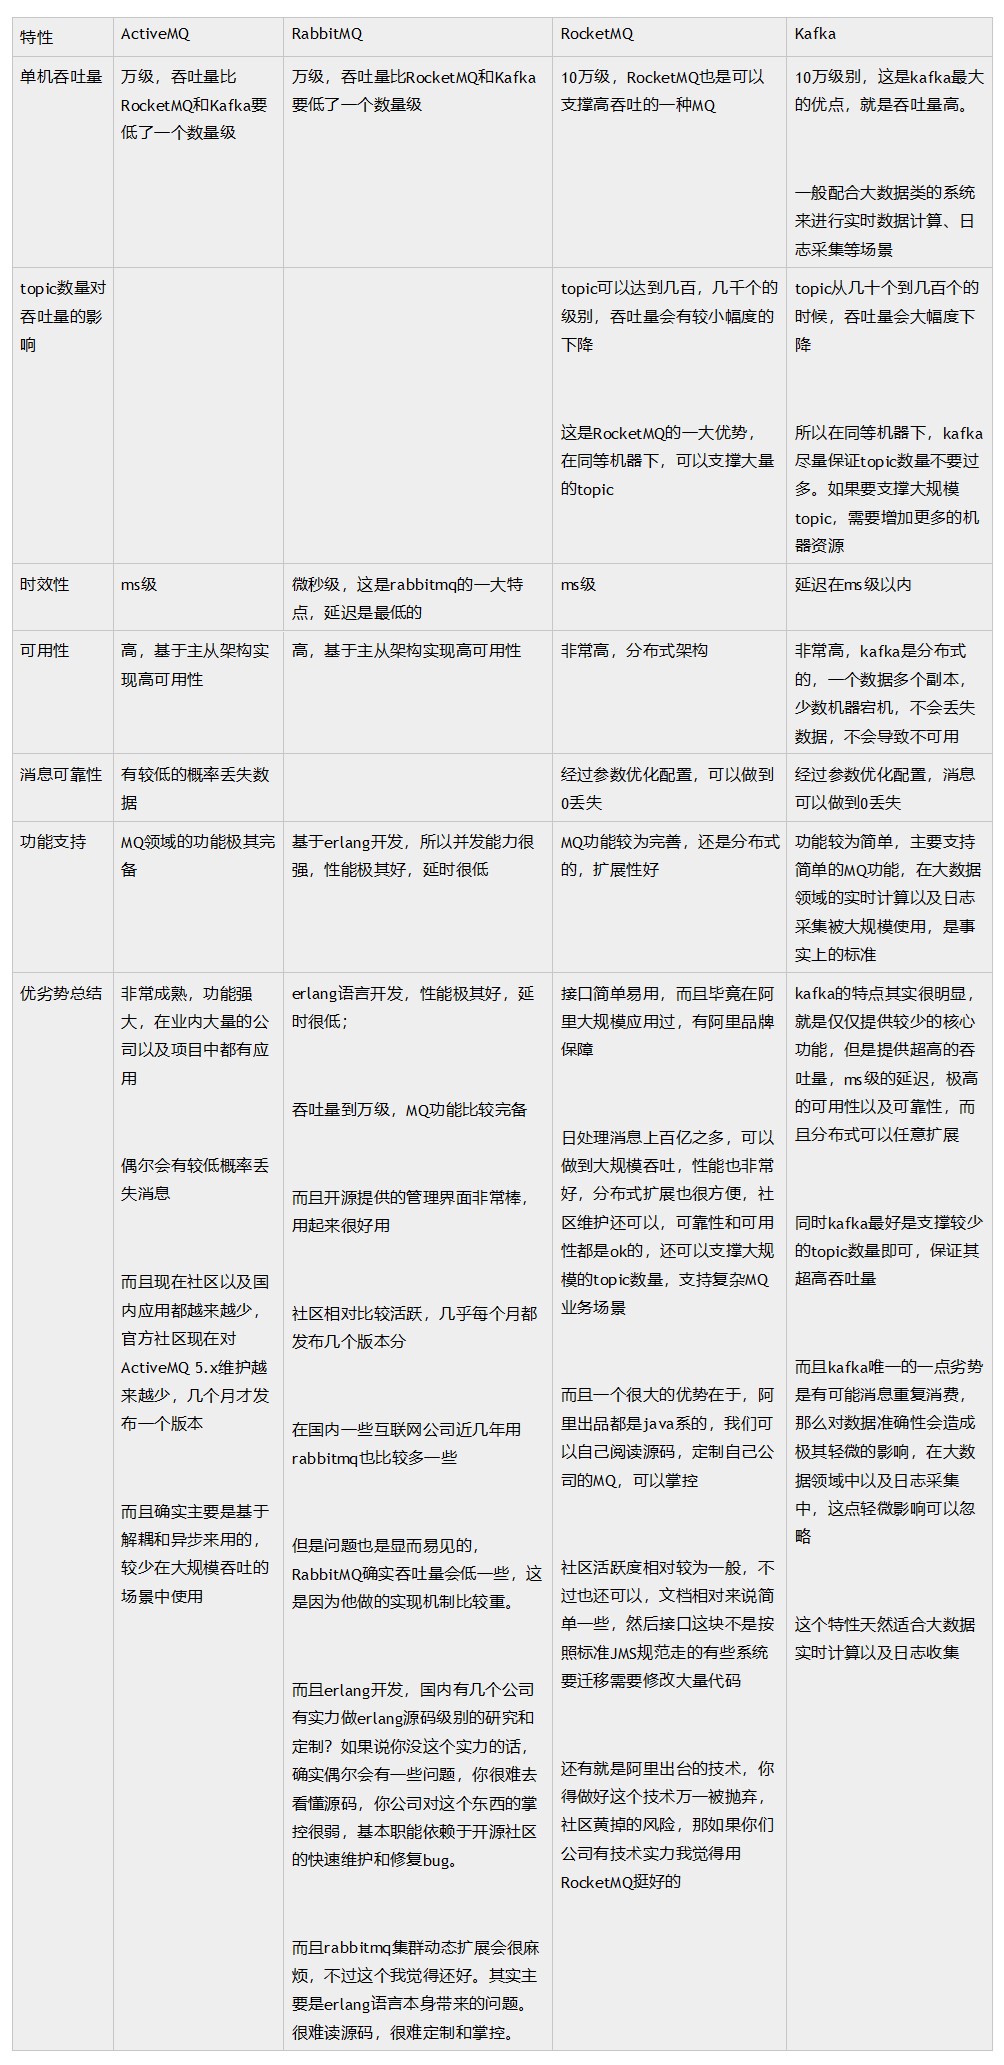 特性
ActiveMQ
RabbitMQ
RocketMQ
Kafka
单机吞吐量
万级，吞吐量比
RocketMQ和Kafka要
低了一个数量级
万级，吞吐量比RocketMQ和Kafka
要低了一个数量级
10万级，RocketMQ也是可以
支撑高吞吐的一种MQ
10万级别，这是kafka最大
的优点，就是吞吐量高。
一般配合大数据类的系统
来进行实时数据计算、日
志采集等场景
topic数量对
吞吐量的影
响
topic可以达到几百，几千个的
级别，吞吐量会有较小幅度的
下降
这是RocketMQ的一大优势，
在同等机器下，可以支撑大量
的topic
topic从几十个到几百个的
时候，吞吐量会大幅度下
降
所以在同等机器下，kafka
尽量保证topic数量不要过
多。如果要支撑大规模
topic，需要增加更多的机
器资源
时效性
ms级
微秒级，这是rabbitmq的一大特
点，延迟是最低的
ms级
延迟在ms级以内
可用性
高，基于主从架构实
现高可用性
高，基于主从架构实现高可用性
非常高，分布式架构
非常高，kafka是分布式
的，一个数据多个副本，
少数机器宕机，不会丢失
数据，不会导致不可用
消息可靠性
有较低的概率丢失数
据
经过参数优化配置，可以做到
0丢失
经过参数优化配置，消息
可以做到0丢失
功能支持
MQ领域的功能极其完
备
基于erlang开发，所以并发能力很
强，性能极其好，延时很低
MQ功能较为完善，还是分布式
的，扩展性好
功能较为简单，主要支持
简单的MQ功能，在大数据
领域的实时计算以及日志
采集被大规模使用，是事
实上的标准
优劣势总结
非常成熟，功能强
大，在业内大量的公
司以及项目中都有应
用
偶尔会有较低概率丢
失消息
而且现在社区以及国
内应用都越来越少，
官方社区现在对
ActiveMQ 5.x维护越
来越少，几个月才发
布一个版本
而且确实主要是基于
解耦和异步来用的，
较少在大规模吞吐的
场景中使用
erlang语言开发，性能极其好，延
时很低；
吞吐量到万级，MQ功能比较完备
而且开源提供的管理界面非常棒，
用起来很好用
社区相对比较活跃，几乎每个月都
发布几个版本分
在国内一些互联网公司近几年用
rabbitmq也比较多一些
但是问题也是显而易见的，
RabbitMQ确实吞吐量会低一些，这
是因为他做的实现机制比较重。
而且erlang开发，国内有几个公司
有实力做erlang源码级别的研究和
定制？如果说你没这个实力的话，
确实偶尔会有一些问题，你很难去
看懂源码，你公司对这个东西的掌
控很弱，基本职能依赖于开源社区
的快速维护和修复bug。
而且rabbitmq集群动态扩展会很麻
烦，不过这个我觉得还好。其实主
要是erlang语言本身带来的问题。
很难读源码，很难定制和掌控。
接口简单易用，而且毕竟在阿
里大规模应用过，有阿里品牌
保障
日处理消息上百亿之多，可以
做到大规模吞吐，性能也非常
好，分布式扩展也很方便，社
区维护还可以，可靠性和可用
性都是ok的，还可以支撑大规
模的topic数量，支持复杂MQ
业务场景
而且一个很大的优势在于，阿
里出品都是java系的，我们可
以自己阅读源码，定制自己公
司的MQ，可以掌控
社区活跃度相对较为一般，不
过也还可以，文档相对来说简
单一些，然后接口这块不是按
照标准JMS规范走的有些系统
要迁移需要修改大量代码
还有就是阿里出台的技术，你
得做好这个技术万一被抛弃，
社区黄掉的风险，那如果你们
公司有技术实力我觉得用
RocketMQ挺好的
kafka的特点其实很明显，
就是仅仅提供较少的核心
功能，但是提供超高的吞
吐量，ms级的延迟，极高
的可用性以及可靠性，而
且分布式可以任意扩展
同时kafka最好是支撑较少
的topic数量即可，保证其
超高吞吐量
而且kafka唯一的一点劣势
是有可能消息重复消费，
那么对数据准确性会造成
极其轻微的影响，在大数
据领域中以及日志采集
中，这点轻微影响可以忽
略
这个特性天然适合大数据
实时计算以及日志收集